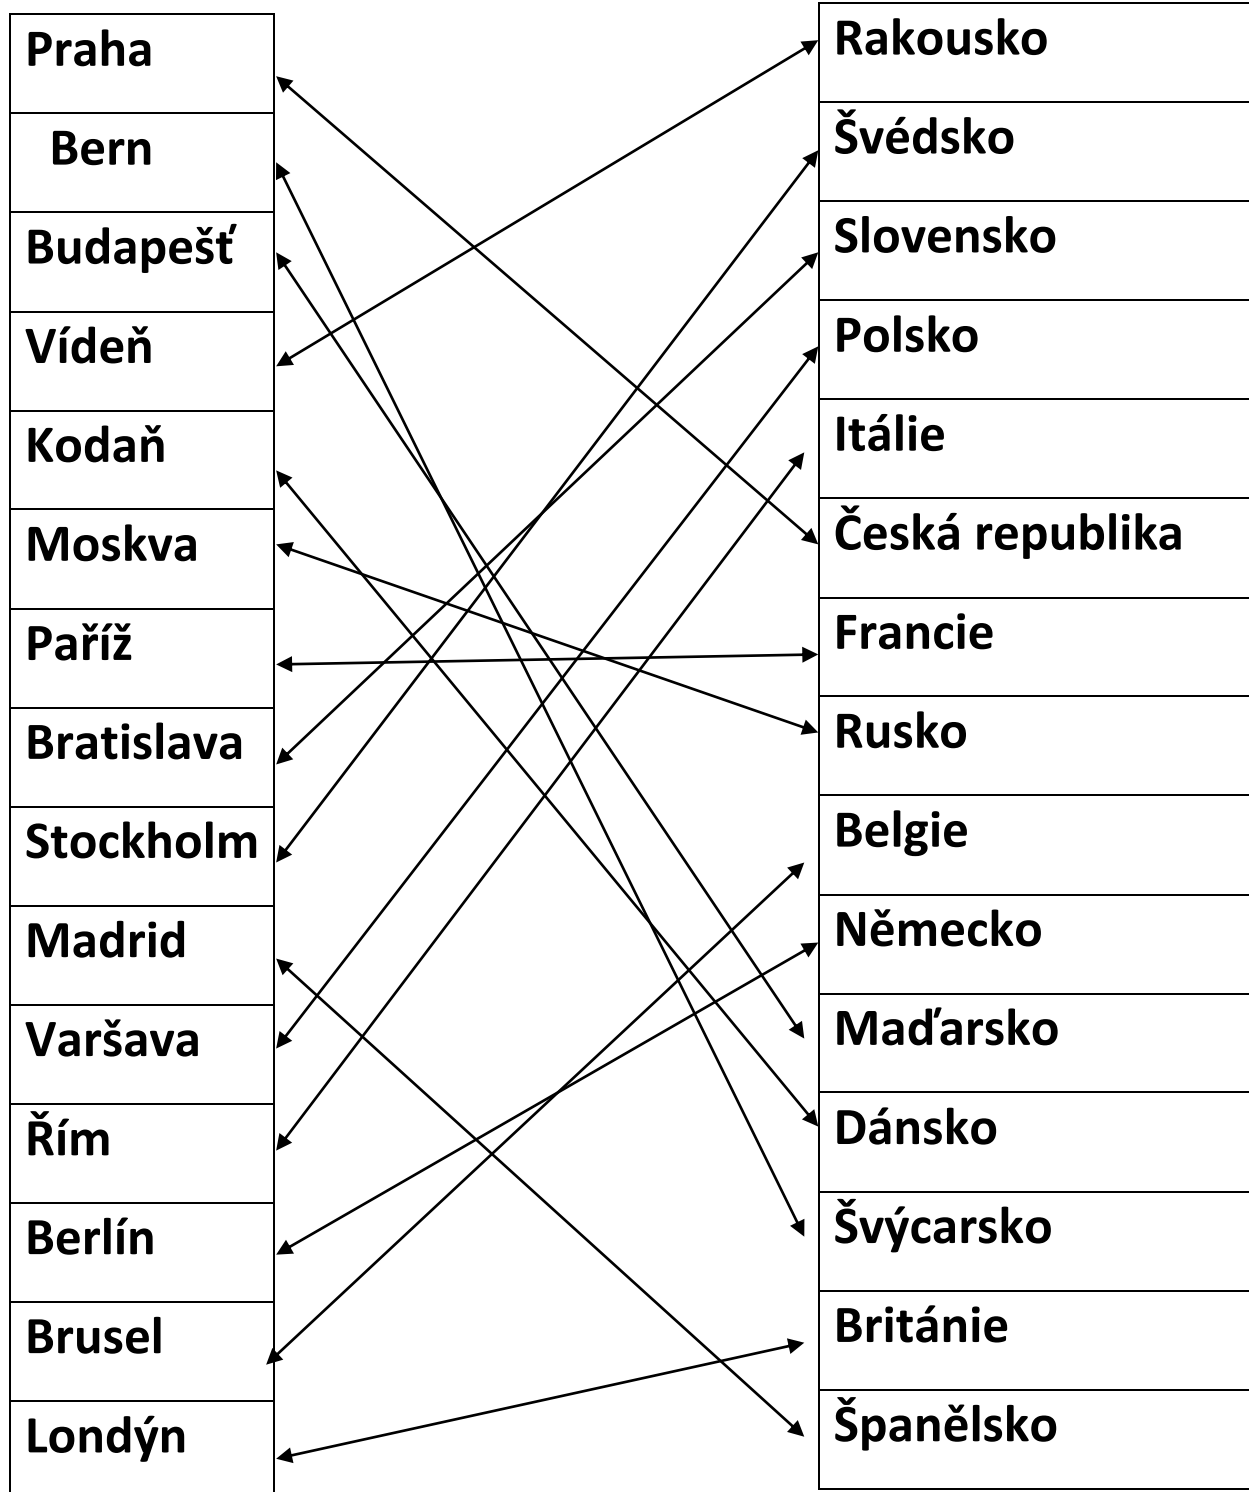 Praha
Bern
Budapešť
Vídeň
Kodaň
Moskva
Paříž
Bratislava
Stockholm
Madrid
Varšava
Řím
Berlín
Brusel
Londýn
Rakousko
Švédsko
Slovensko
Polsko
Itálie
Česká republika
Francie
Rusko
Belgie
Německo
Maďarsko
Dánsko
Švýcarsko
Británie
Španělsko